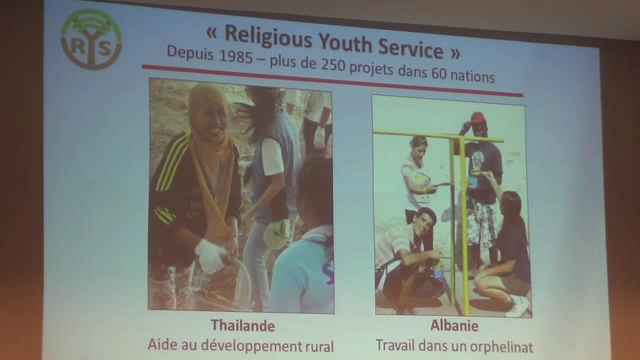 « Religious Youth Service »
Depuis 1985 – plus de 250 projets dans 60 nations
RYS
Thailande
Aide au développement rural
Albanie
Travail dans un orphelinat